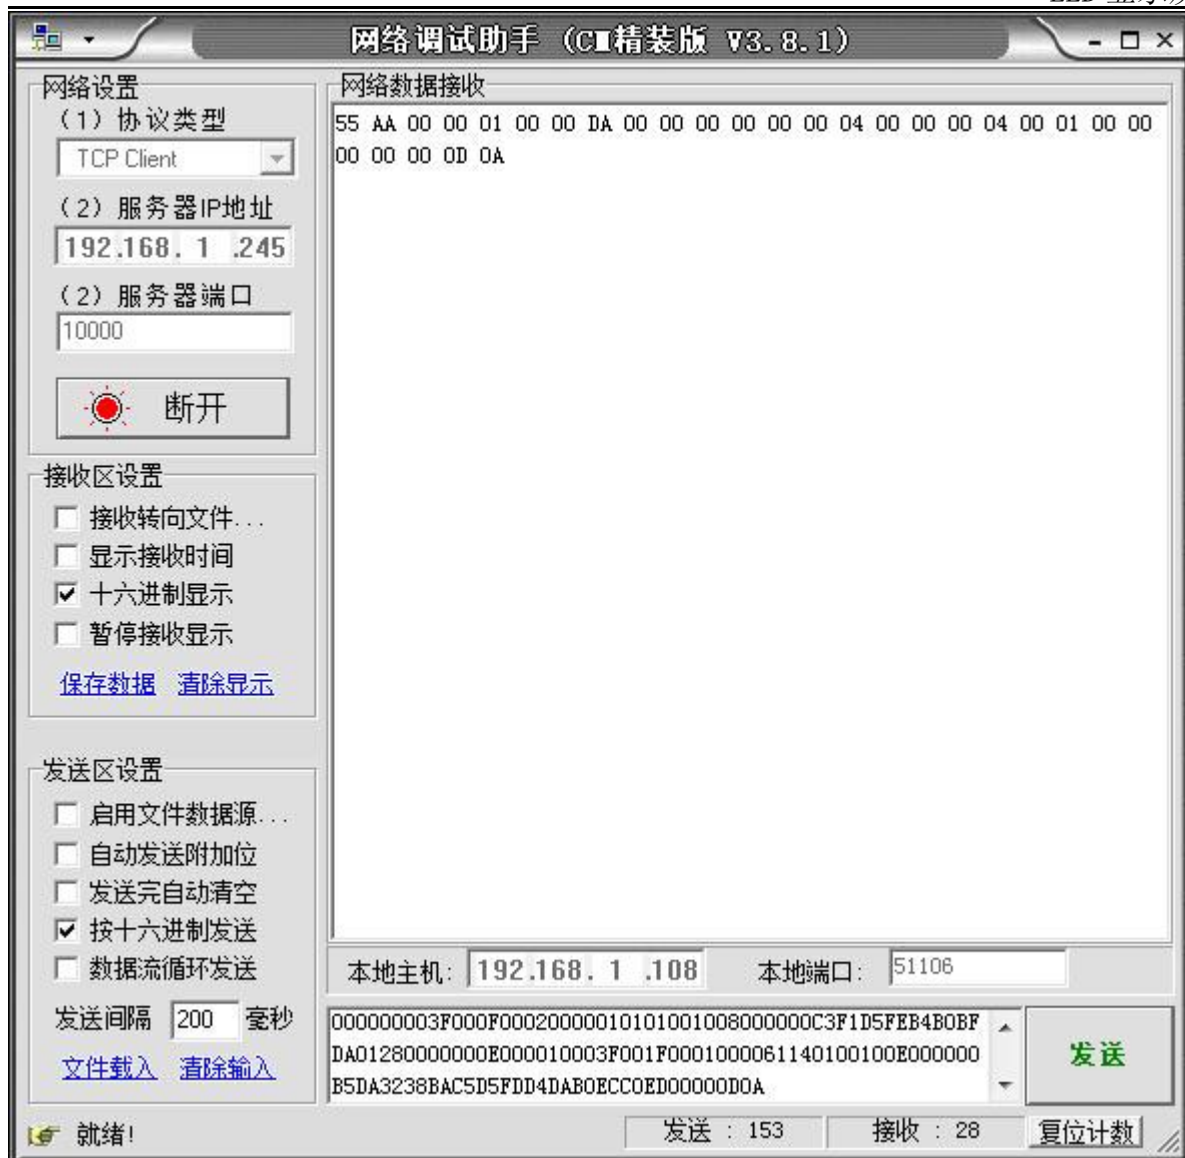 网络调试助手 (CM精装版 V3.8.1)
网络设置
(1) 协议类型
TCP Client
(2) 服务器IP地址
192.168. 1 .245
(2) 服务器端口
10000
断开
接收区设置
接收转向文件...
显示接收时间
十六进制显示
暂停接收显示
保存数据 清除显示
发送区设置
启用文件数据源...
自动发送附加位
发送完自动清空
按十六进制发送
数据流循环发送
发送间隔 200 毫秒
文件载入 清除输入
网络数据接收
55 AA 00 00 01 00 00 DA 00 00 00 00 00 00 04 00 00 00 04 00 01 00 00
00 00 00 0D 0A
本地主机: 192.168. 1 .108 本地端口: 51106
000000003F000F00020000010101001008000000C3F1D5FEB4B0BF
DA01280000000E000010003F001F0001000061140100100E000000
B5DA3238BAC5D5FDD4DAB0ECC0ED00000D0A
发送
就绪! 发送 : 153 接收 : 28 复位计数